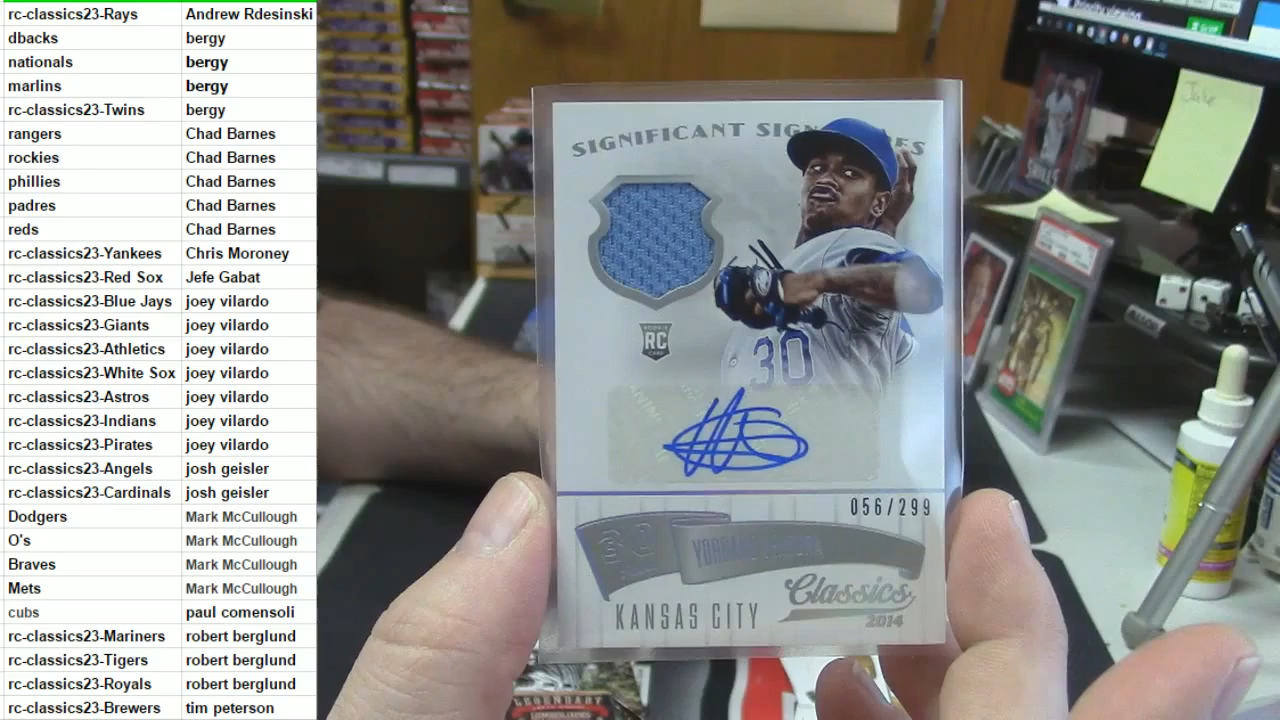 rc-classics23-Rays Andrew Rdesinski
dbacks bergy
nationals bergy
marlins bergy
rc-classics23-Twins bergy
rangers Chad Barnes
rockies Chad Barnes
phillies Chad Barnes
padres Chad Barnes
reds Chad Barnes
rc-classics23-Yankees Chris Moroney
rc-classics23-Red Sox Jefe Gabat
rc-classics23-Blue Jays joey vilardo
rc-classics23-Giants joey vilardo
rc-classics23-Athletics joey vilardo
rc-classics23-White Sox joey vilardo
rc-classics23-Astros joey vilardo
rc-classics23-Indians joey vilardo
rc-classics23-Pirates joey vilardo
rc-classics23-Angels josh geisler
rc-classics23-Cardinals josh geisler
Dodgers Mark McCullough
O's Mark McCullough
Braves Mark McCullough
Mets Mark McCullough
cubs paul comensoli
rc-classics23-Mariners robert berglund
rc-classics23-Tigers robert berglund
rc-classics23-Royals robert berglund
rc-classics23-Brewers tim peterson
SIGNIFICANT
ROOKIE
RC
CARD
30
056/299
30
KANSAS CITY
Classics
2014
Jake
LEGENDARY